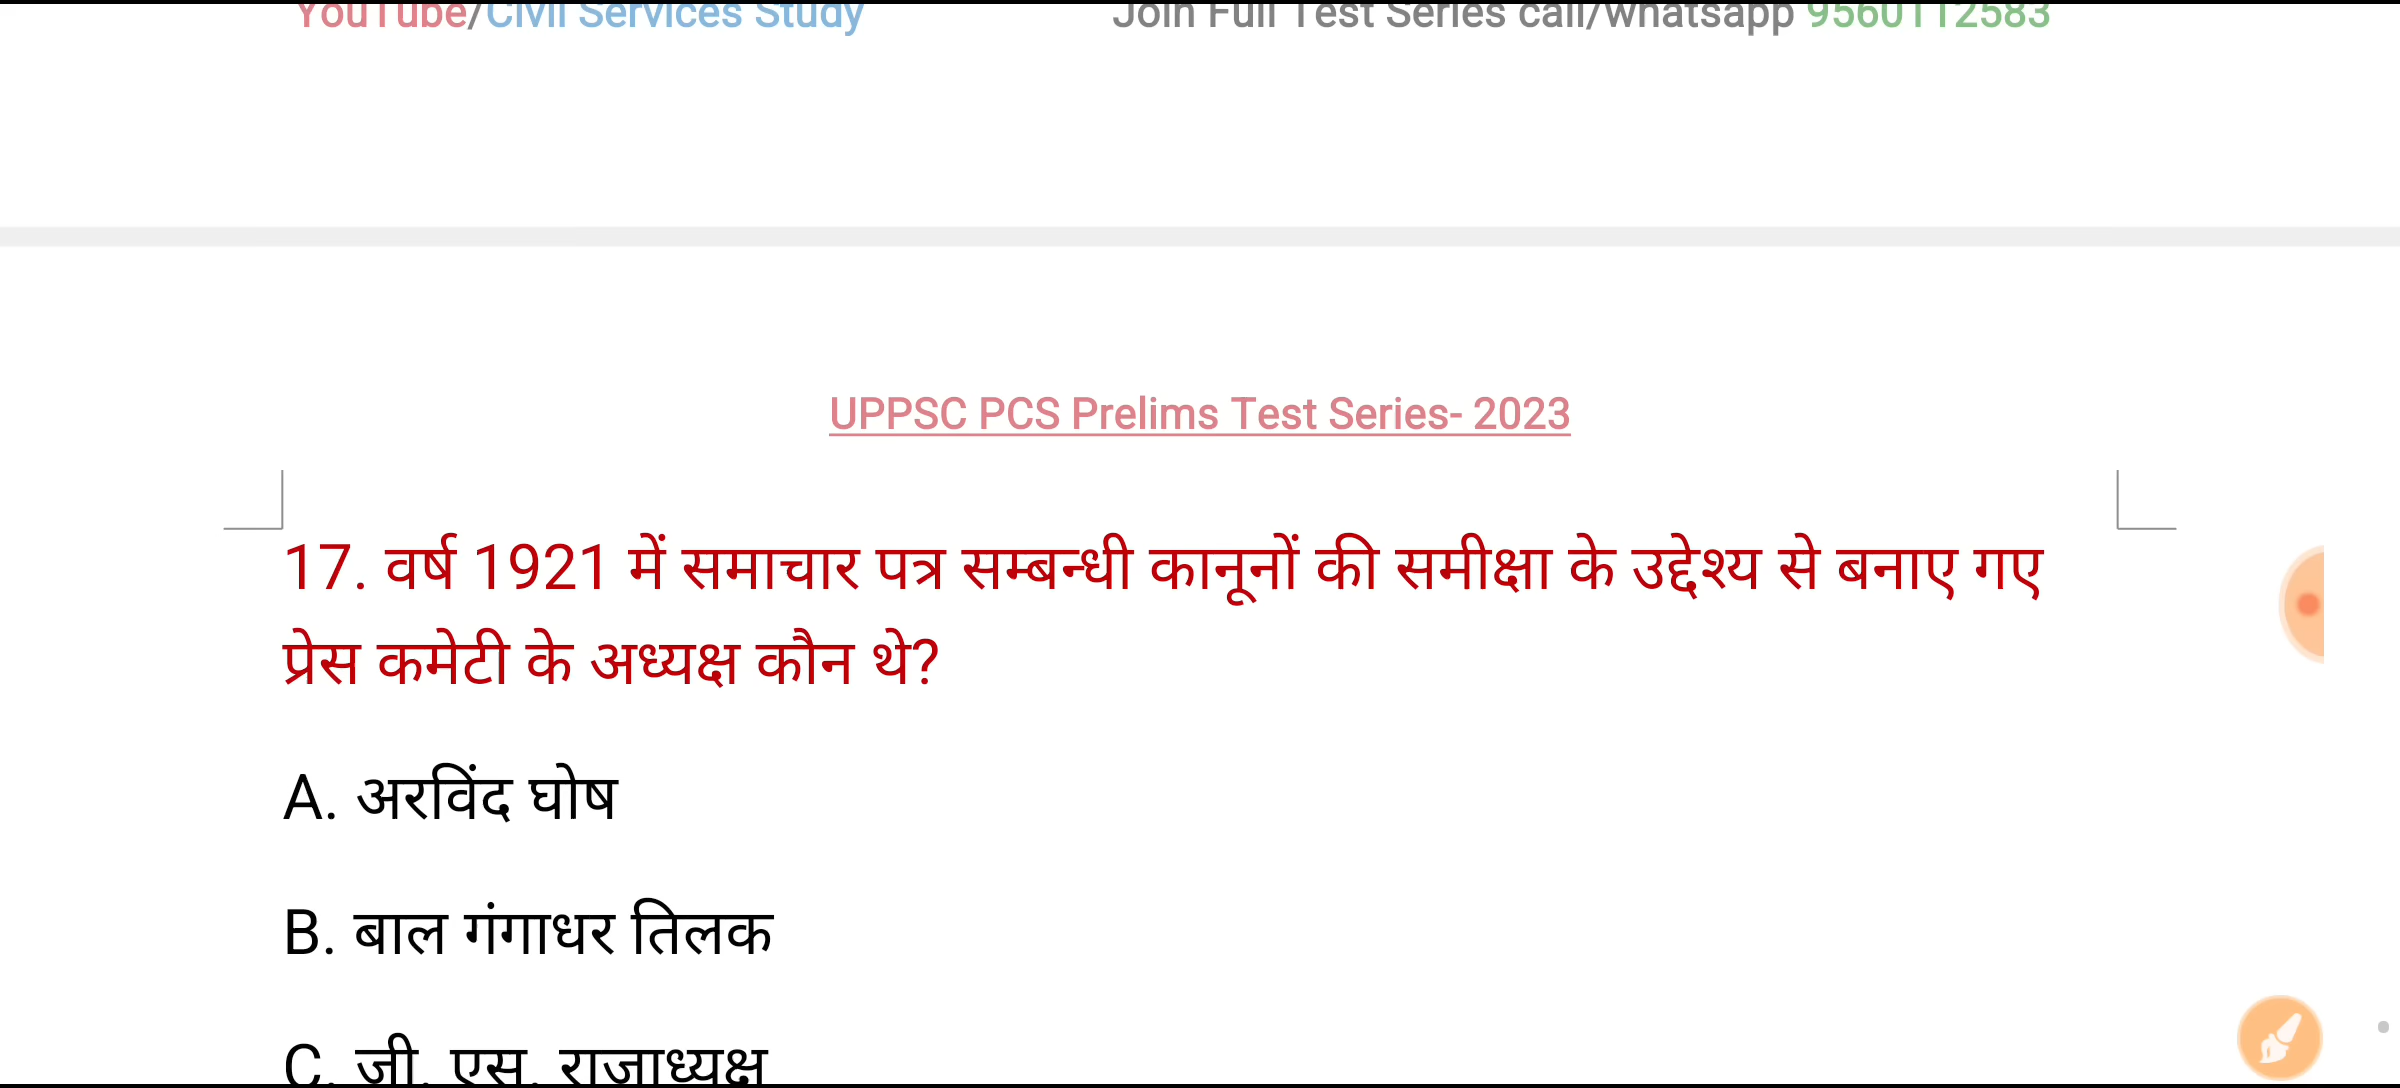 YouTube/Civil Services Study Join Full Test Series call/whatsapp 9560112583
UPPSC PCS Prelims Test Series- 2023
17. वर्ष 1921 में समाचार पत्र सम्बन्धी कानूनों की समीक्षा के उद्देश्य से बनाए गए
प्रेस कमेटी के अध्यक्ष कौन थे?
A. अरविंद घोष
B. बाल गंगाधर तिलक
C. जी. एस. राजाध्यक्ष